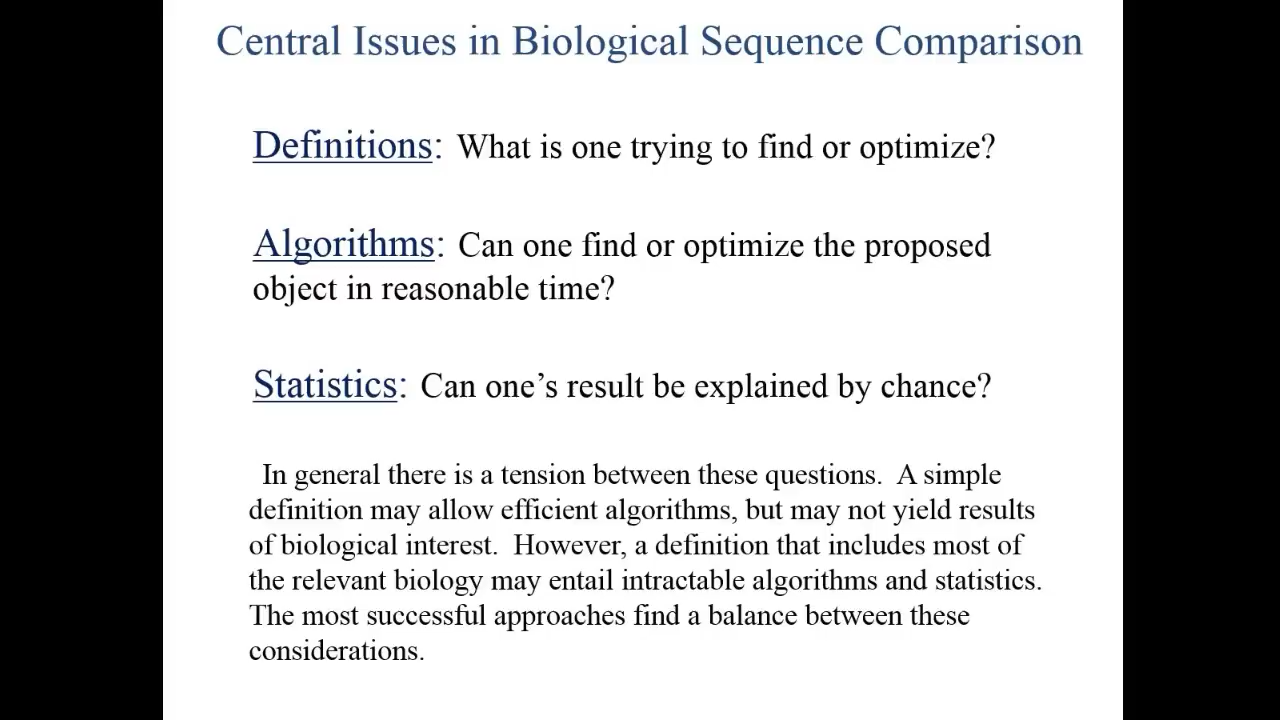 Central Issues in Biological Sequence Comparison
Definitions: What is one trying to find or optimize?
Algorithms: Can one find or optimize the proposed
object in reasonable time?
Statistics: Can one’s result be explained by chance?
In general there is a tension between these questions. A simple
definition may allow efficient algorithms, but may not yield results
of biological interest. However, a definition that includes most of
the relevant biology may entail intractable algorithms and statistics.
The most successful approaches find a balance between these
considerations.